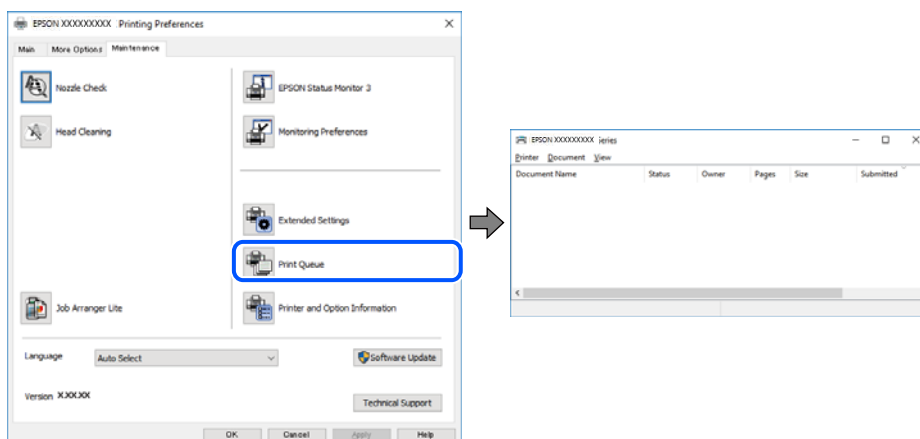 EPSON XXXXXXXXX Printing Preferences
Main More Options Maintenance
Nozzle Check
Head Cleaning
Job Arranger Lite
EPSON Status Monitor 3
Monitoring Preferences
Extended Settings
Print Queue
Printer and Option Information
Language Auto Select Software Update
Version X.XX.XX
Technical Support
OK Cancel Apply Help
EPSON XXXXXXXXX ieries
Printer Document View
Document Name Status Owner Pages Size Submitted